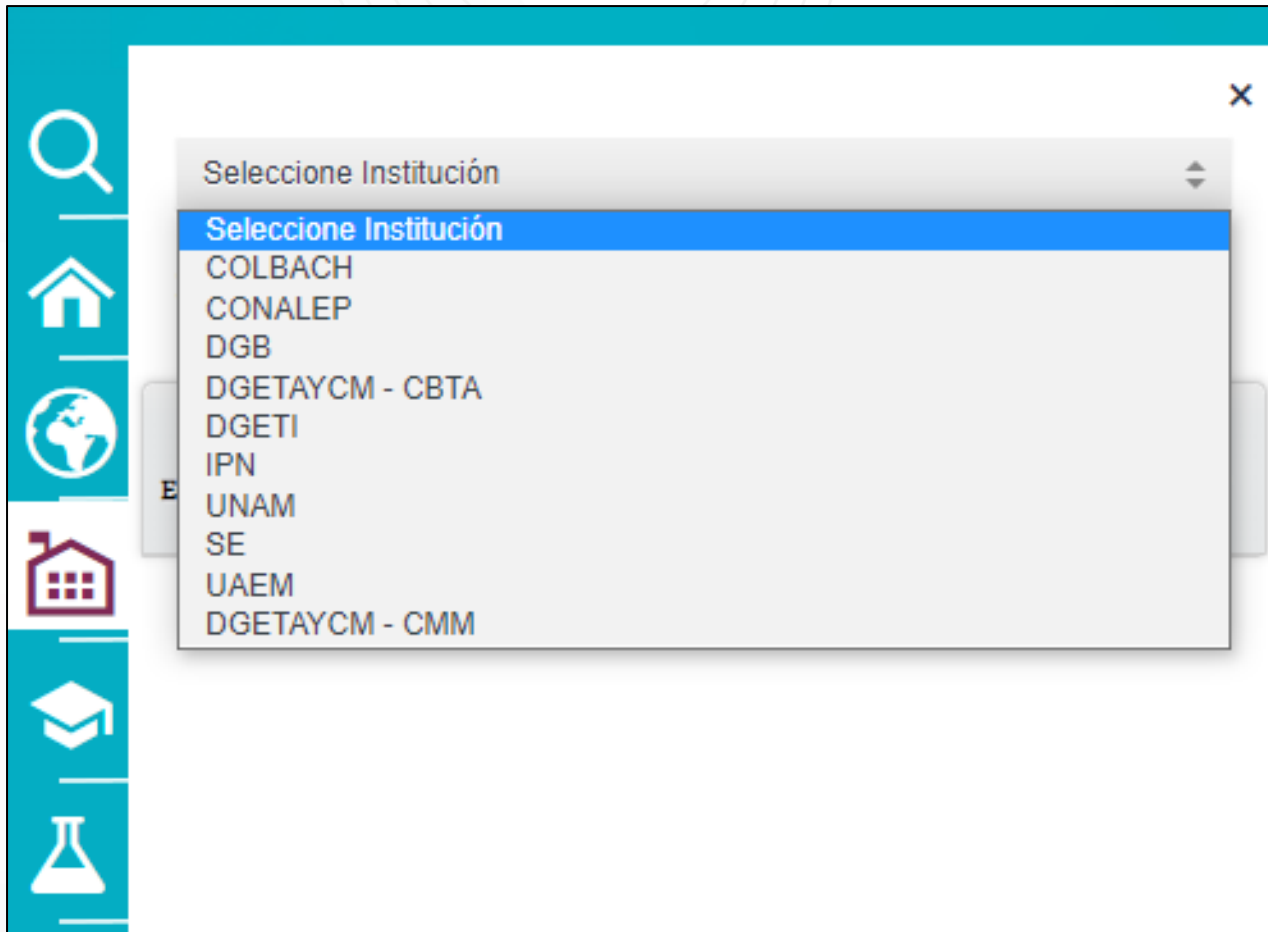 ×
Seleccione Institución
Seleccione Institución
COLBACH
CONALEP
DGB
DGETAYCM - CBTA
DGETI
IPN
E
UNAM
SE
UAEM
DGETAYCM - CMM